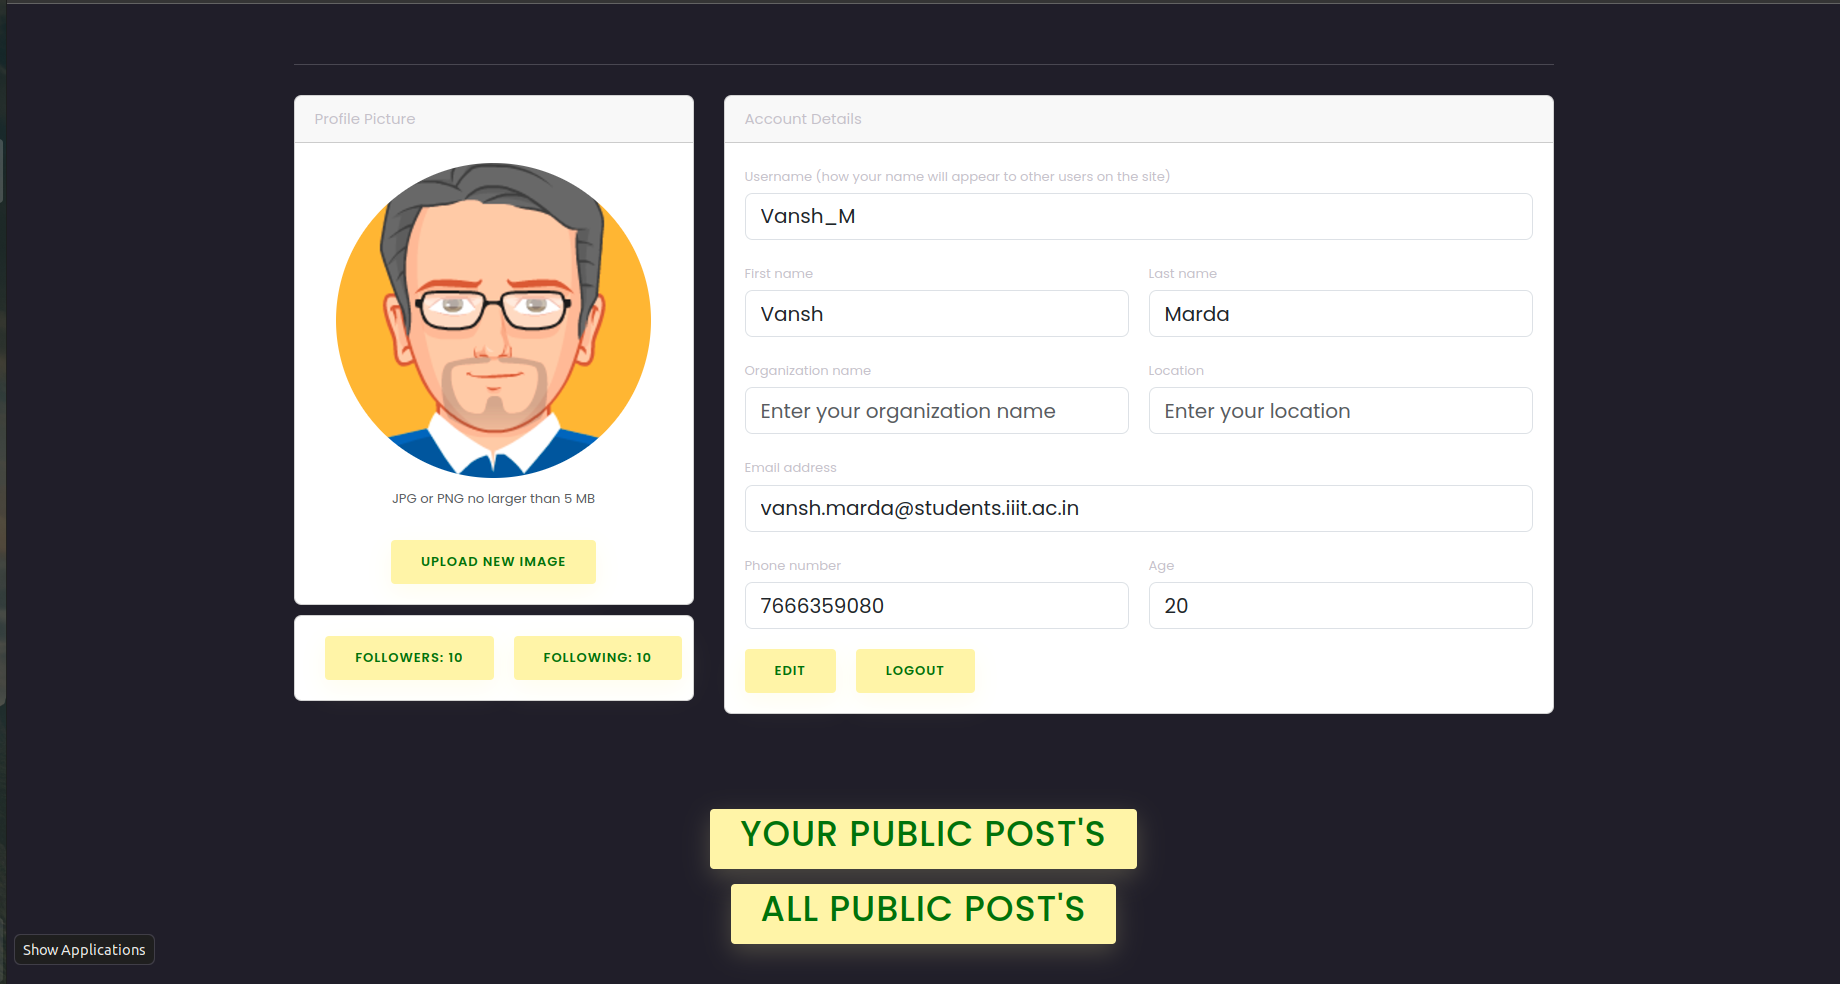 Profile Picture
JPG or PNG no larger than 5 MB
UPLOAD NEW IMAGE
FOLLOWERS: 10
FOLLOWING: 10
Account Details
Username (how your name will appear to other users on the site)
Vansh_M
First name
Last name
Vansh
Marda
Organization name
Location
Enter your organization name
Enter your location
Email address
vansh.marda@students.iiit.ac.in
Phone number
Age
7666359080
20
EDIT
LOGOUT
YOUR PUBLIC POST'S
ALL PUBLIC POST'S
Show Applications